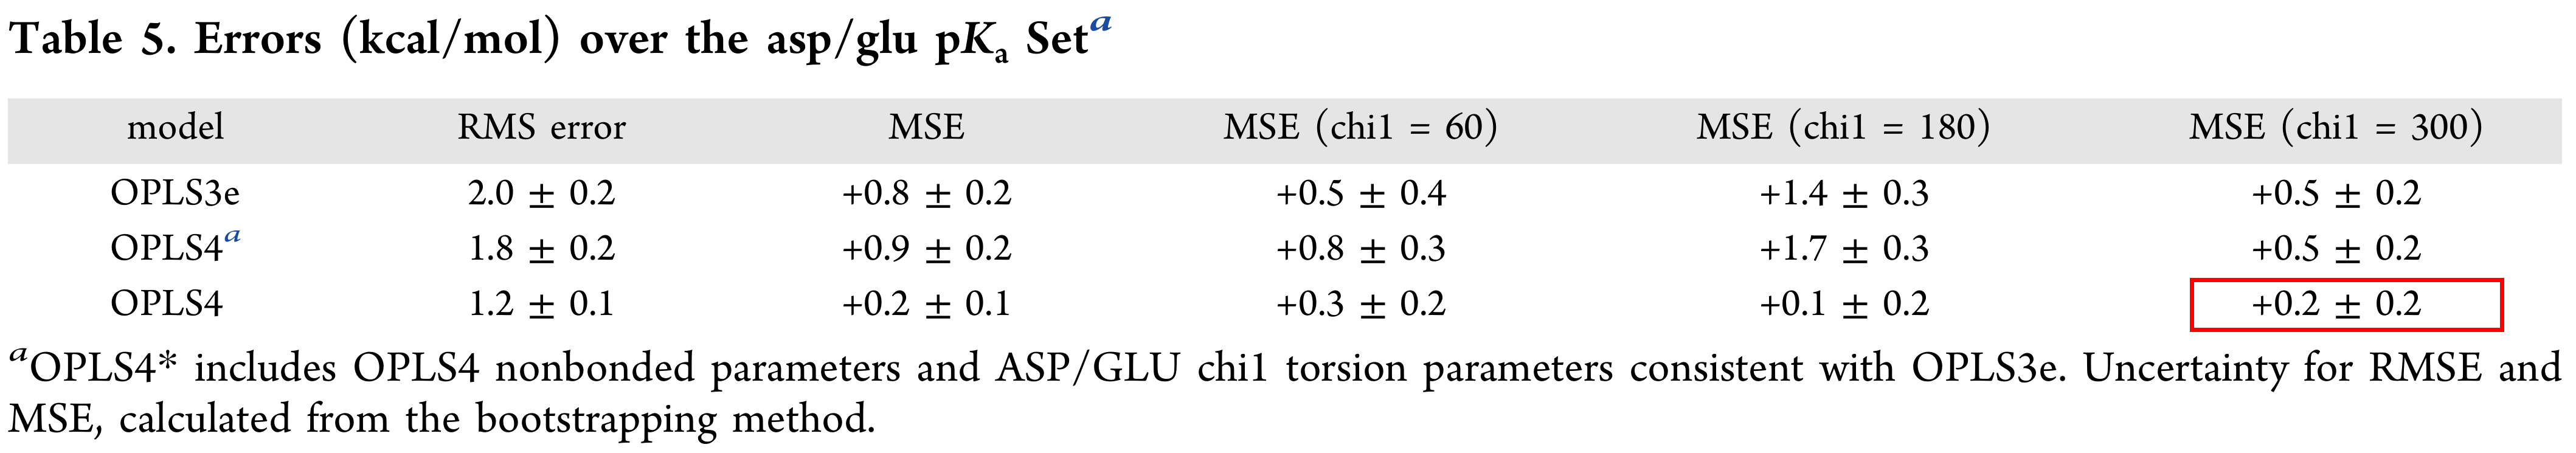 Table 5. Errors (kcal/mol) over the asp/glu pKa Seta
model RMS error MSE MSE (chi1 = 60) MSE (chi1 = 180) MSE (chi1 = 300)
OPLS3e 2.0 ± 0.2 +0.8 ± 0.2 +0.5 ± 0.4 +1.4 ± 0.3 +0.5 ± 0.2
OPLS4a 1.8 ± 0.2 +0.9 ± 0.2 +0.8 ± 0.3 +1.7 ± 0.3 +0.5 ± 0.2
OPLS4 1.2 ± 0.1 +0.2 ± 0.1 +0.3 ± 0.2 +0.1 ± 0.2 +0.2 ± 0.2
aOPLS4* includes OPLS4 nonbonded parameters and ASP/GLU chi1 torsion parameters consistent with OPLS3e. Uncertainty for RMSE and
MSE, calculated from the bootstrapping method.